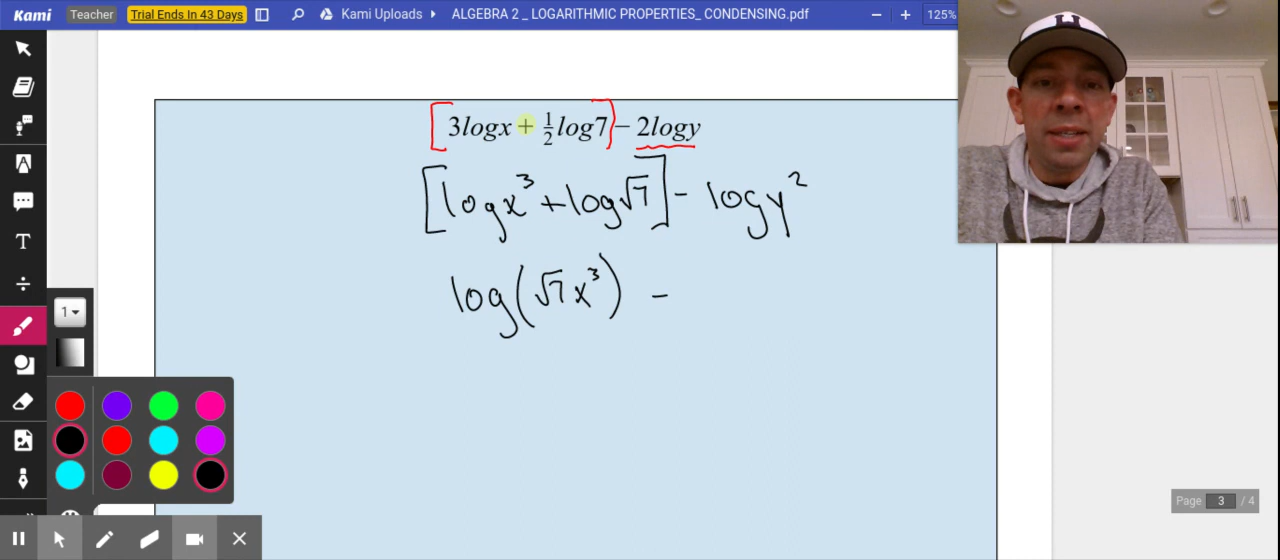 Kami Teacher Trial Ends In 43 Days Kami Uploads ALGEBRA 2 _ LOGARITHMIC PROPERTIES_ CONDENSING.pdf − + 125%
H
[3logx + ½log7] − 2logy
[logx³ + log√7] − logy²
log(√7x³) −
T
1
Page 3 / 4